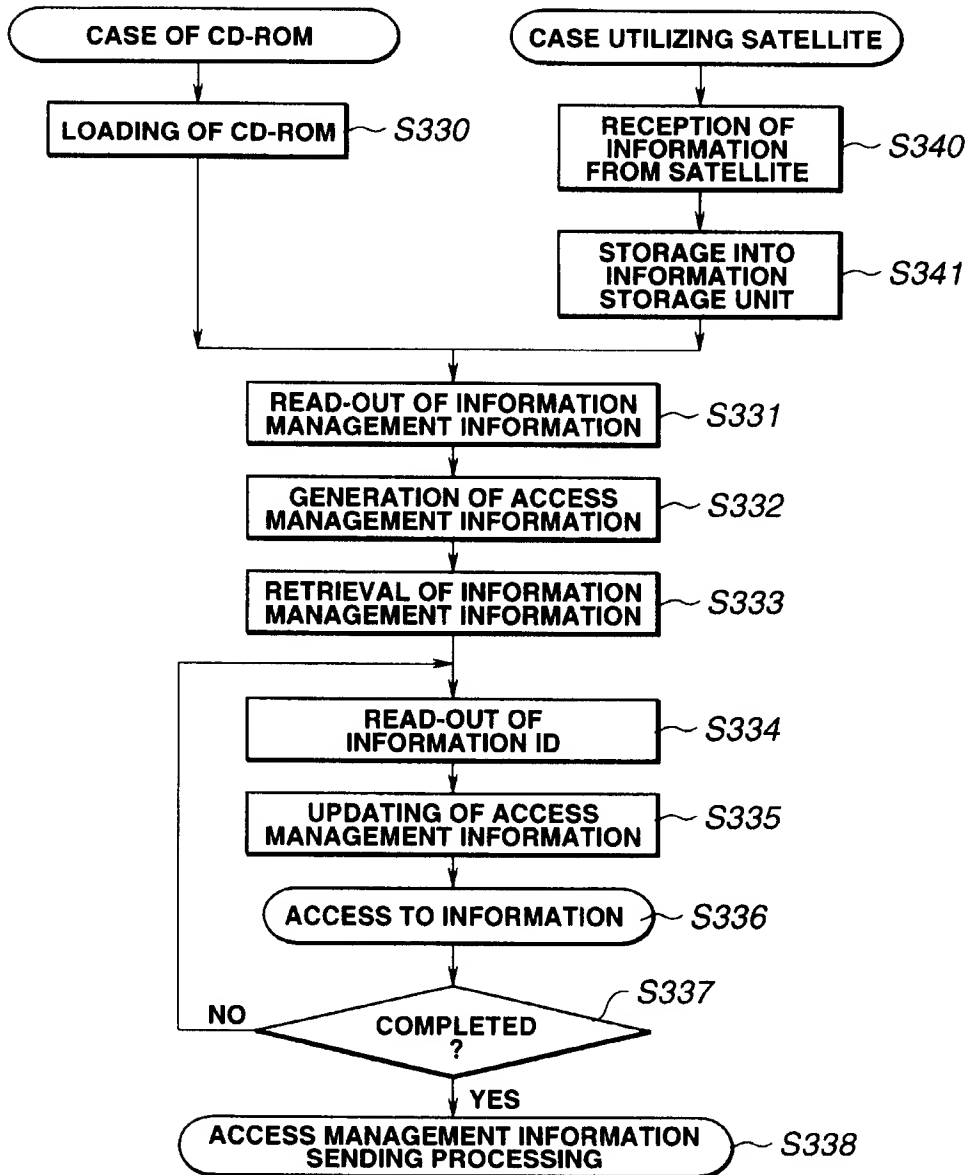 CASE OF CD-ROM
CASE UTILIZING SATELLITE
LOADING OF CD-ROM
S330
RECEPTION OF
INFORMATION
FROM SATELLITE
S340
STORAGE INTO
INFORMATION
STORAGE UNIT
S341
READ-OUT OF INFORMATION
MANAGEMENT INFORMATION
S331
GENERATION OF ACCESS
MANAGEMENT INFORMATION
S332
RETRIEVAL OF INFORMATION
MANAGEMENT INFORMATION
S333
READ-OUT OF
INFORMATION ID
S334
UPDATING OF ACCESS
MANAGEMENT INFORMATION
S335
ACCESS TO INFORMATION
S336
S337
NO
COMPLETED
?
YES
ACCESS MANAGEMENT INFORMATION
SENDING PROCESSING
S338